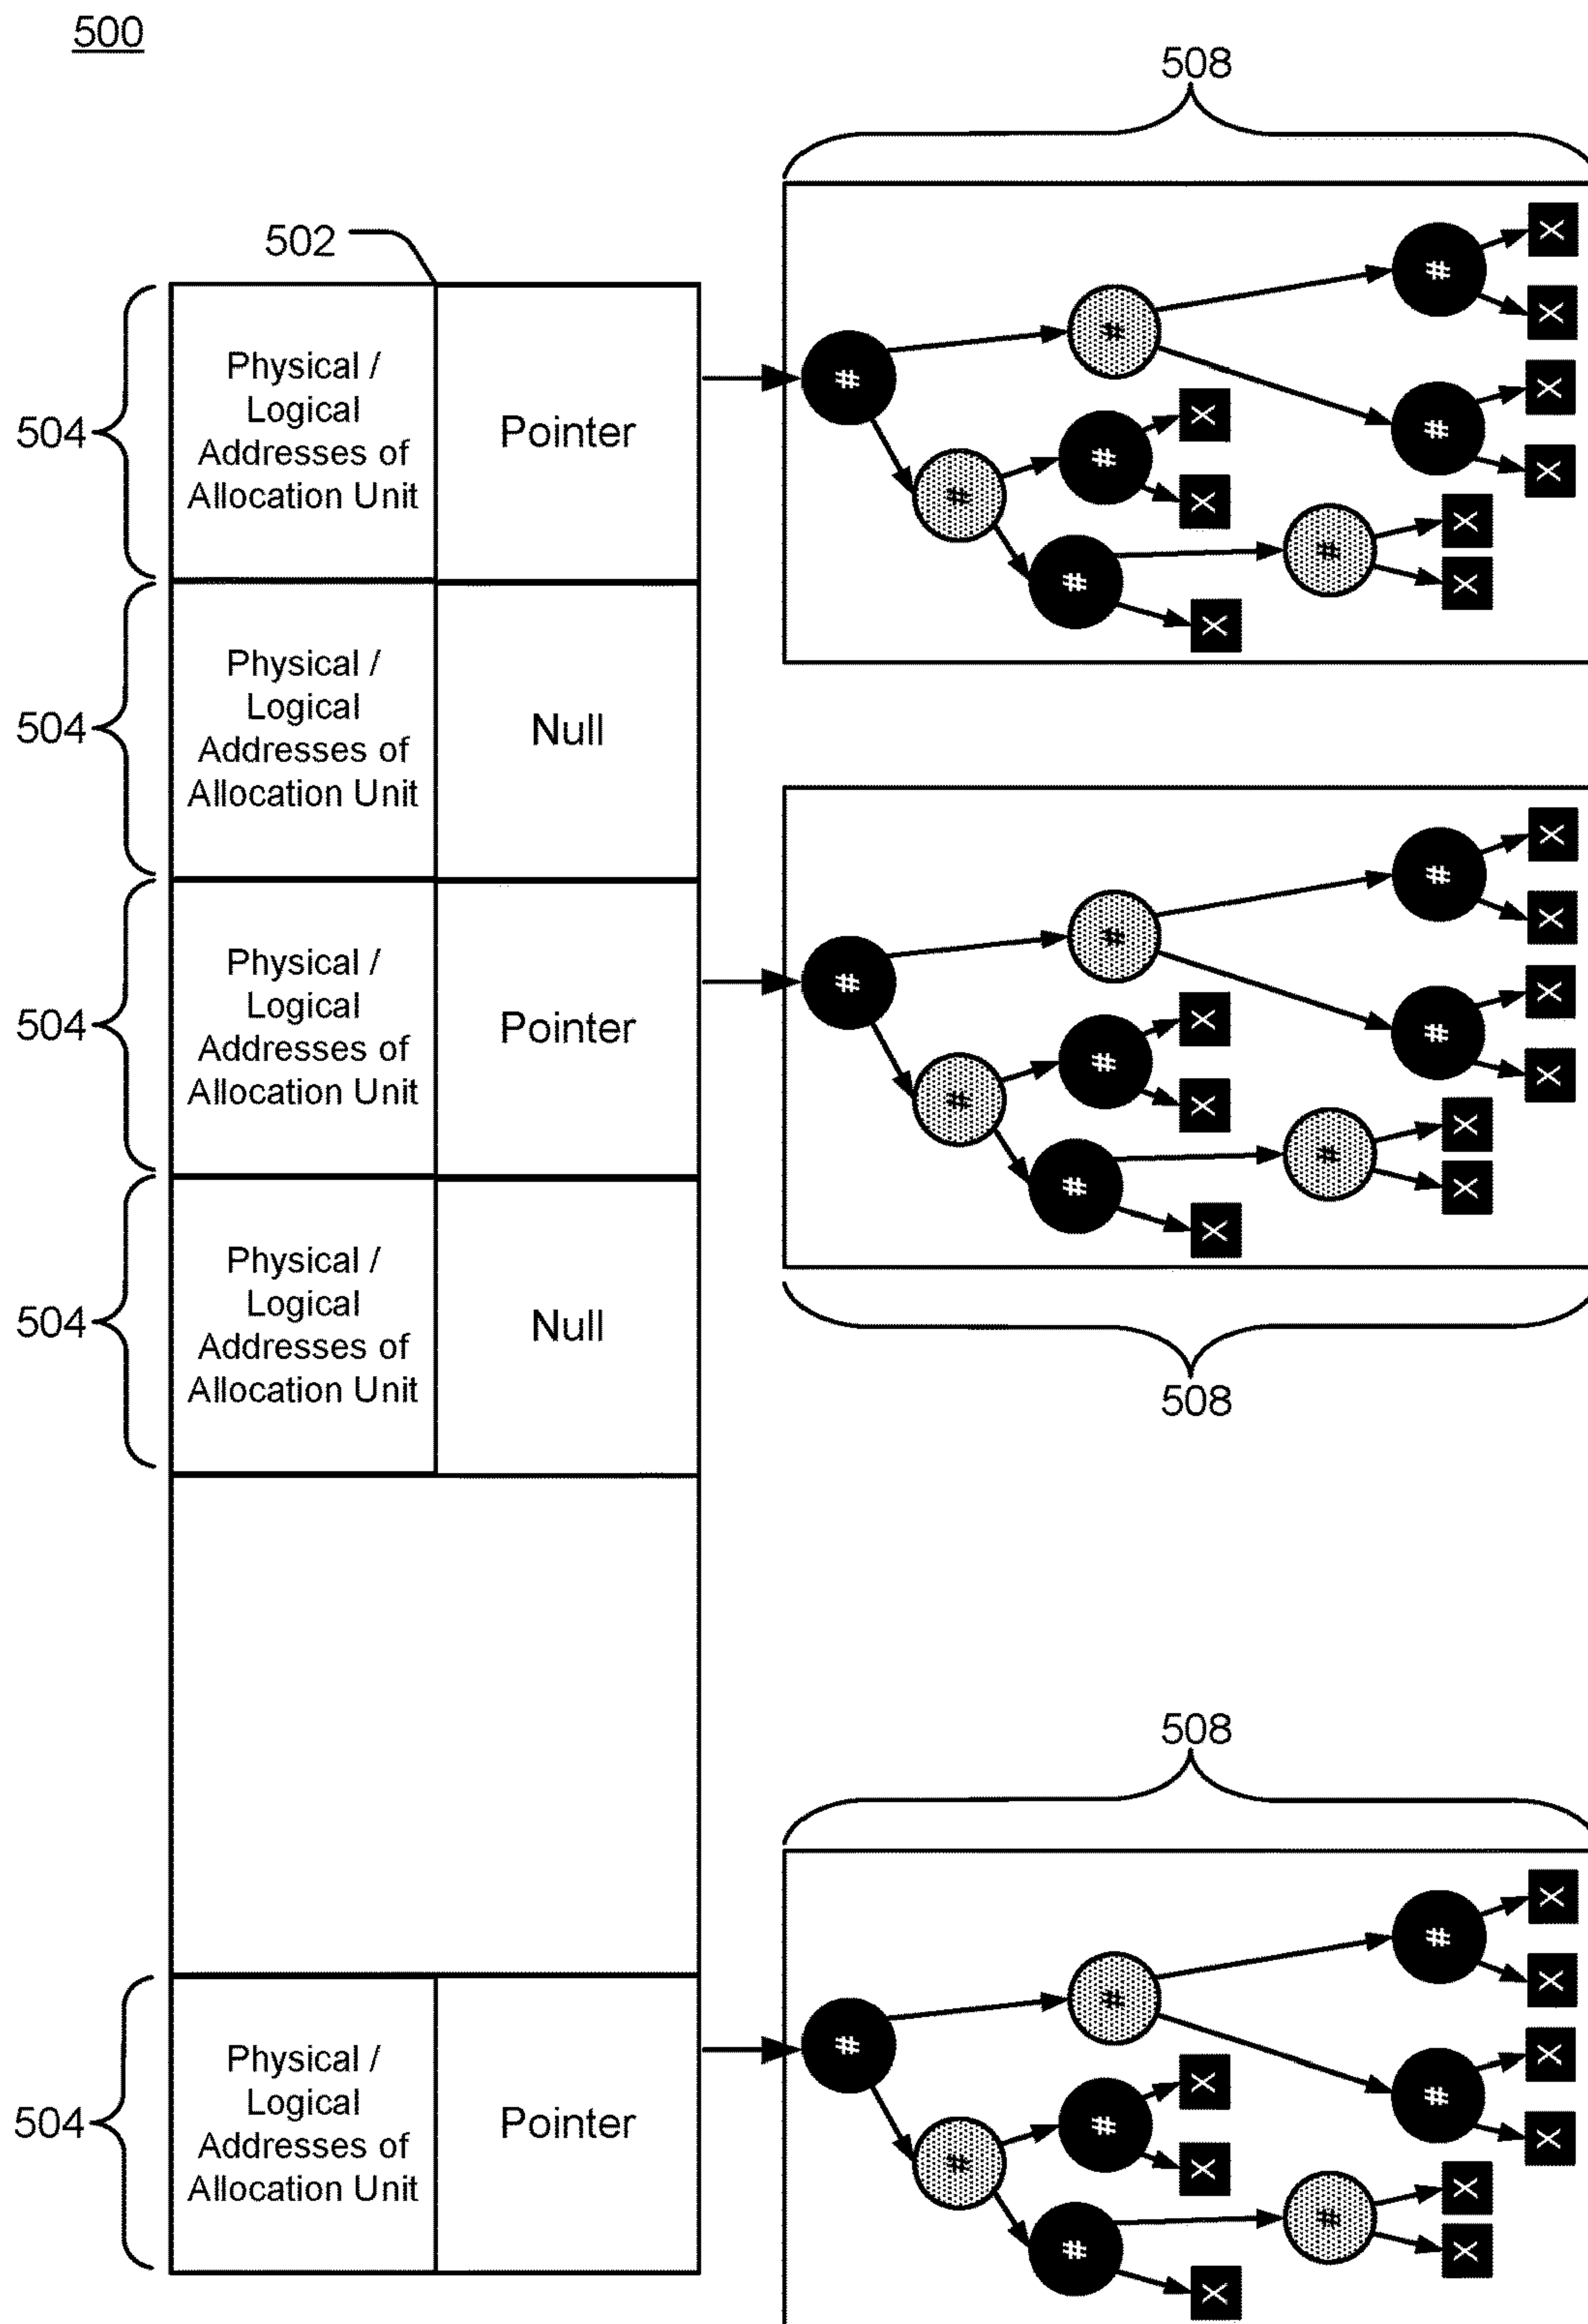 500
508
502
504
Physical /
Logical
Addresses of
Allocation Unit
Pointer
#
#
#
#
#
#
#
#
X
X
X
X
X
X
X
X
X
504
Physical /
Logical
Addresses of
Allocation Unit
Null
504
Physical /
Logical
Addresses of
Allocation Unit
Pointer
#
#
#
#
#
#
#
#
X
X
X
X
X
X
X
X
X
508
504
Physical /
Logical
Addresses of
Allocation Unit
Null
508
504
Physical /
Logical
Addresses of
Allocation Unit
Pointer
#
#
#
#
#
#
#
#
X
X
X
X
X
X
X
X
X